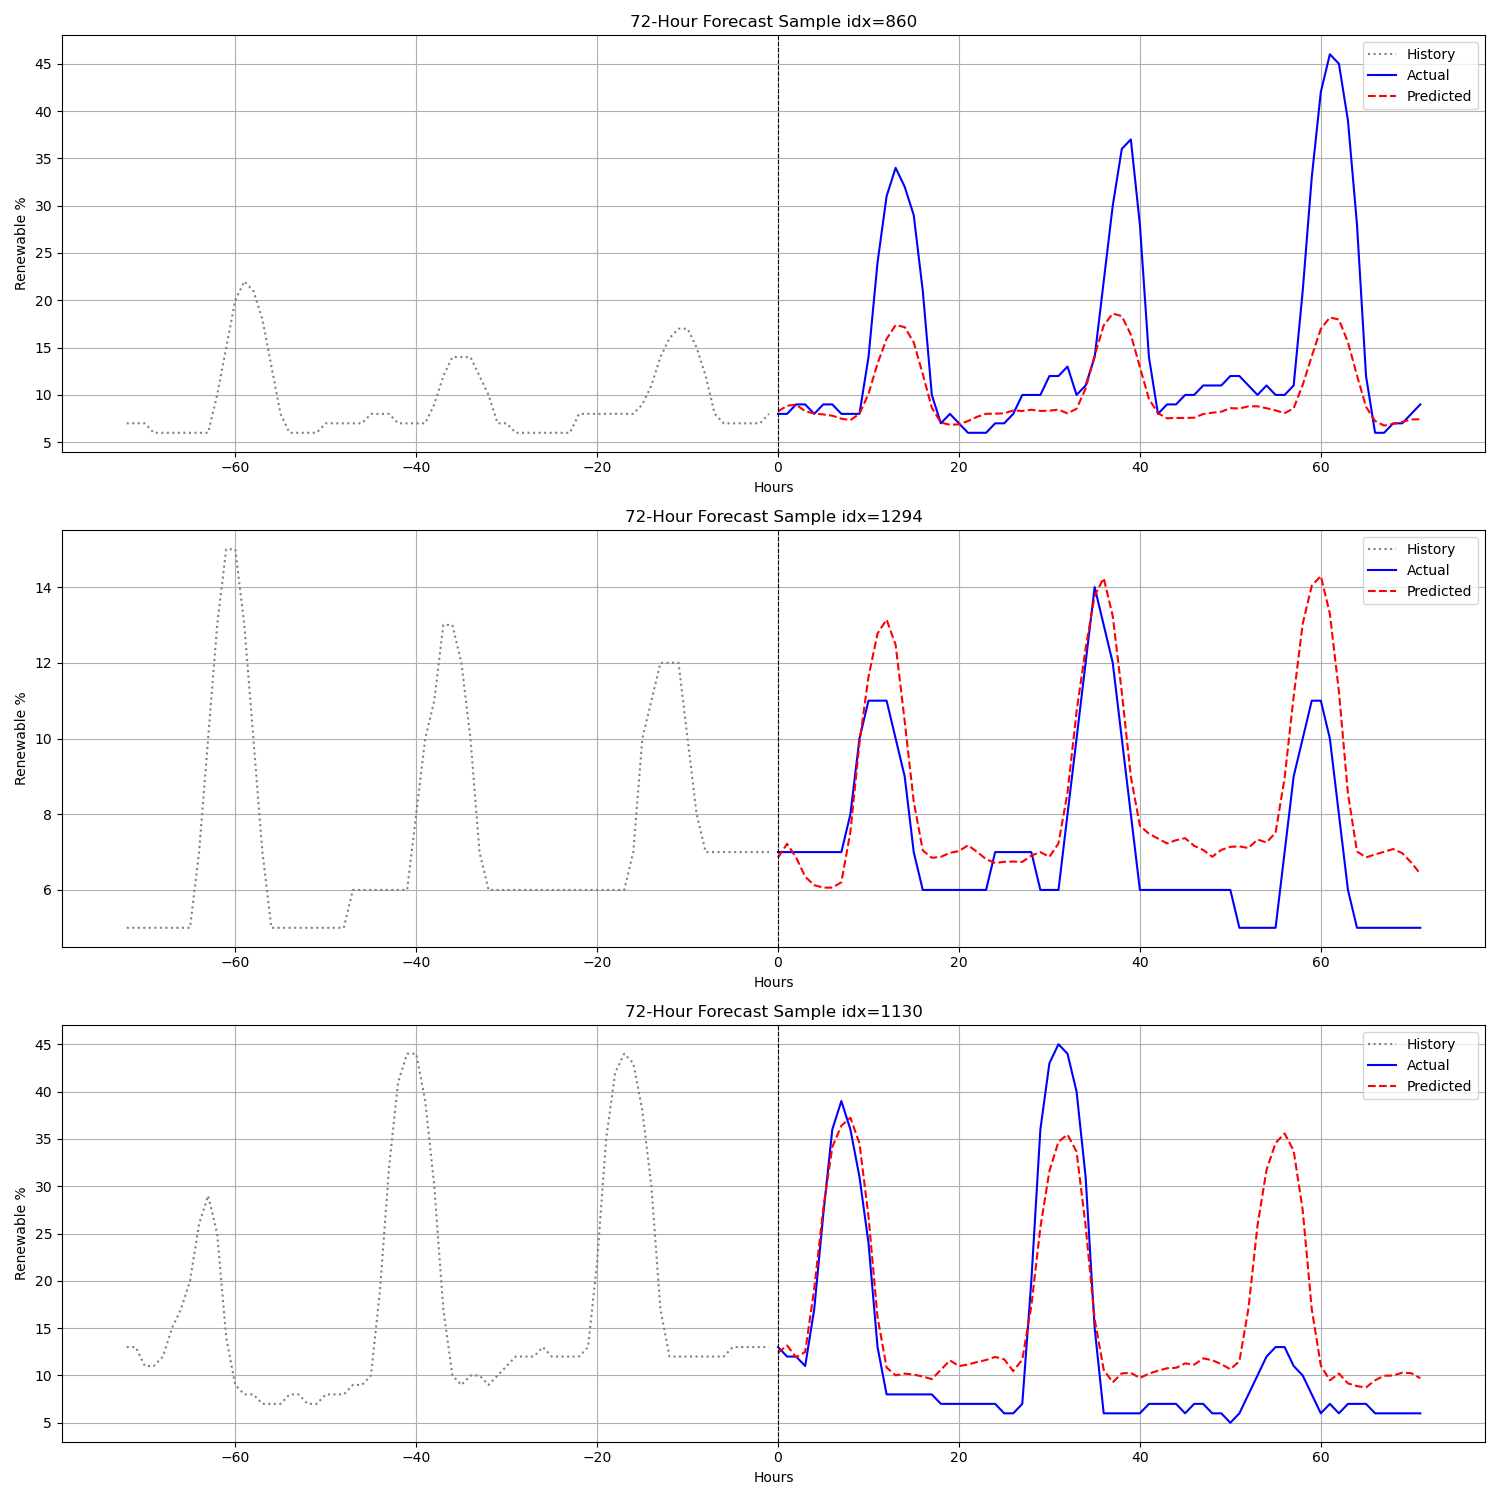 72-Hour Forecast Sample idx=860
Renewable %
45
40
35
30
25
20
15
10
5
History
Actual
Predicted
−60 −40 −20 0 20 40 60
Hours
72-Hour Forecast Sample idx=1294
Renewable %
14
12
10
8
6
History
Actual
Predicted
−60 −40 −20 0 20 40 60
Hours
72-Hour Forecast Sample idx=1130
Renewable %
45
40
35
30
25
20
15
10
5
History
Actual
Predicted
−60 −40 −20 0 20 40 60
Hours